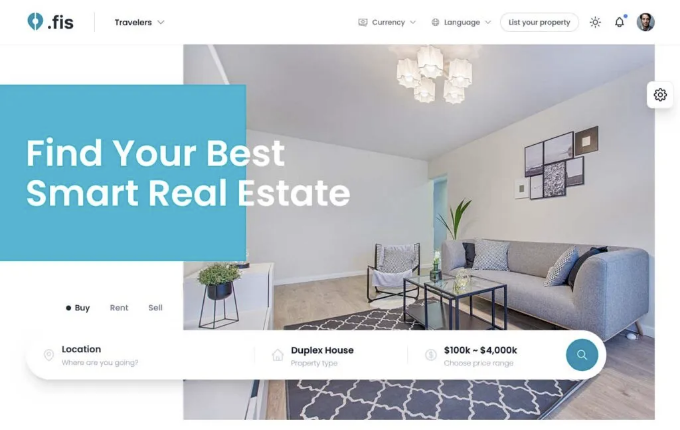 .fis
Travelers
Currency
Language
List your property
Find Your Best
Smart Real Estate
Buy
Rent
Sell
Location
Where are you going?
Duplex House
Property type
$100k ~ $4,000k
Choose price range